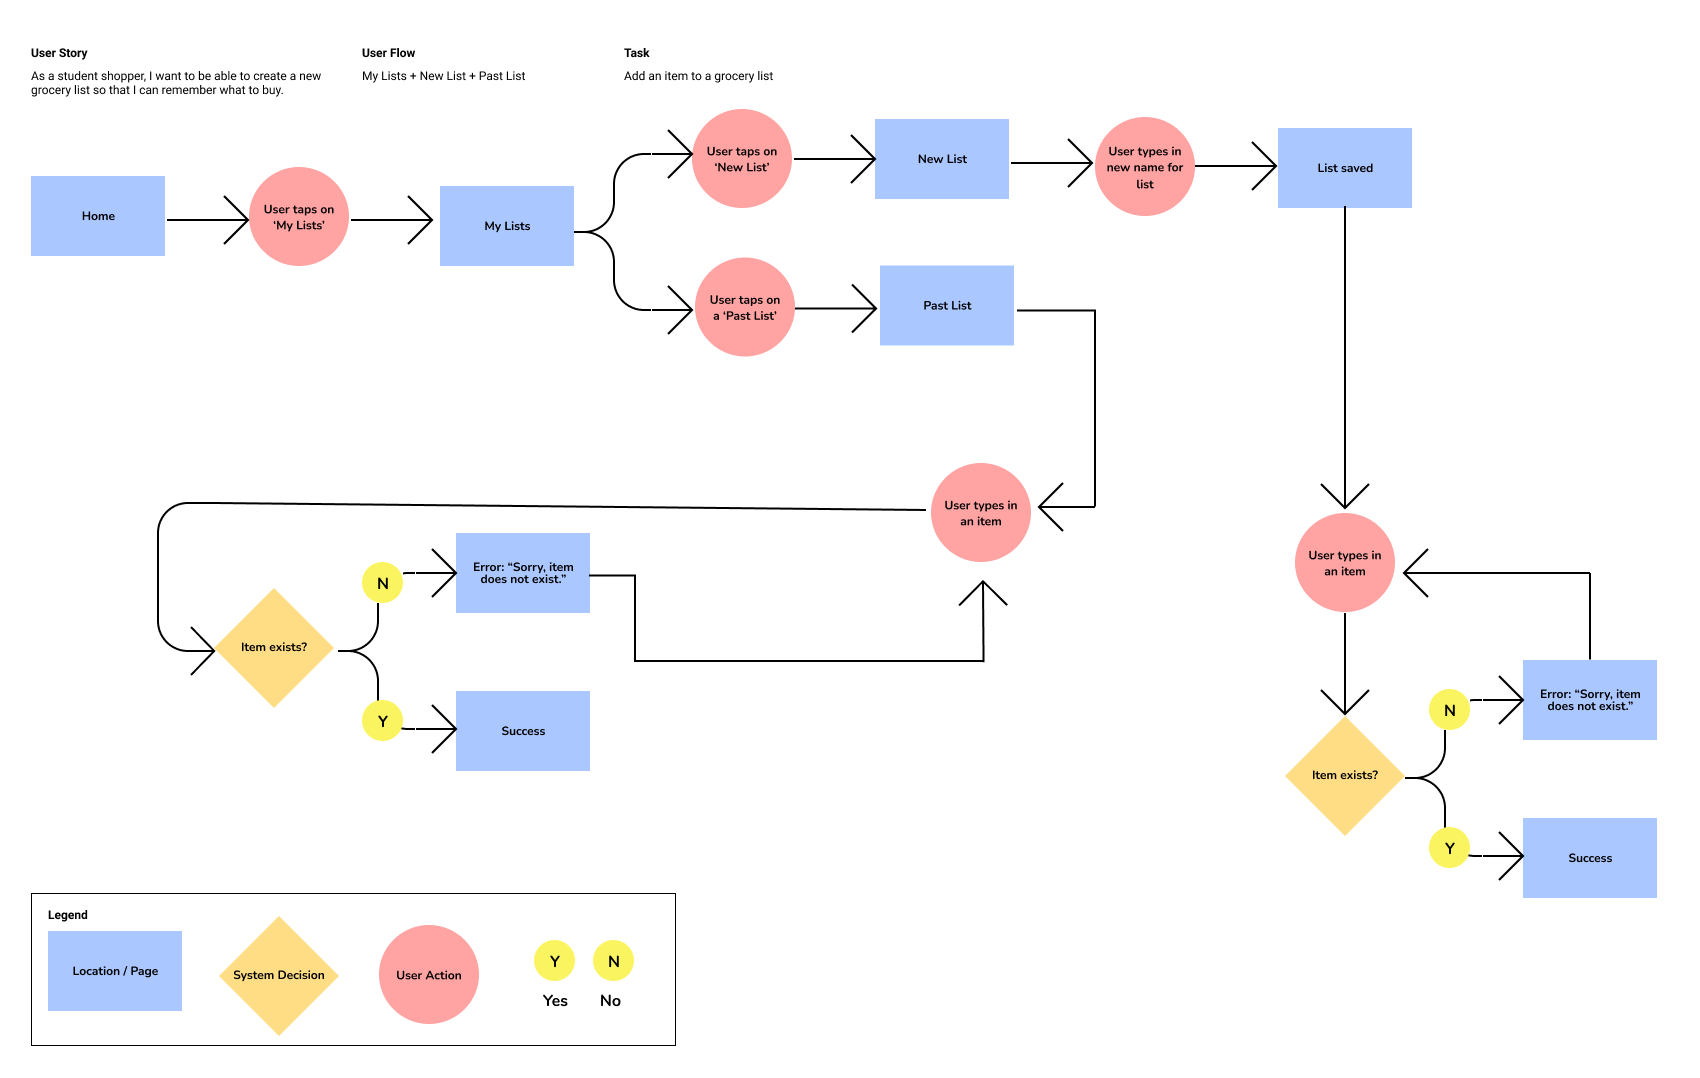 User Story
As a student shopper, I want to be able to create a new
grocery list so that I can remember what to buy.
User Flow
My Lists + New List + Past List
Task
Add an item to a grocery list
Home
User taps on
‘My Lists’
My Lists
User taps on
‘New List’
New List
User types in
new name for
list
List saved
User taps on
a ‘Past List’
Past List
User types in
an item
Item exists?
N
Error: “Sorry, item
does not exist.”
Y
Success
User types in
an item
Item exists?
N
Error: “Sorry, item
does not exist.”
Y
Success
Legend
Location / Page
System Decision
User Action
Y
Yes
N
No